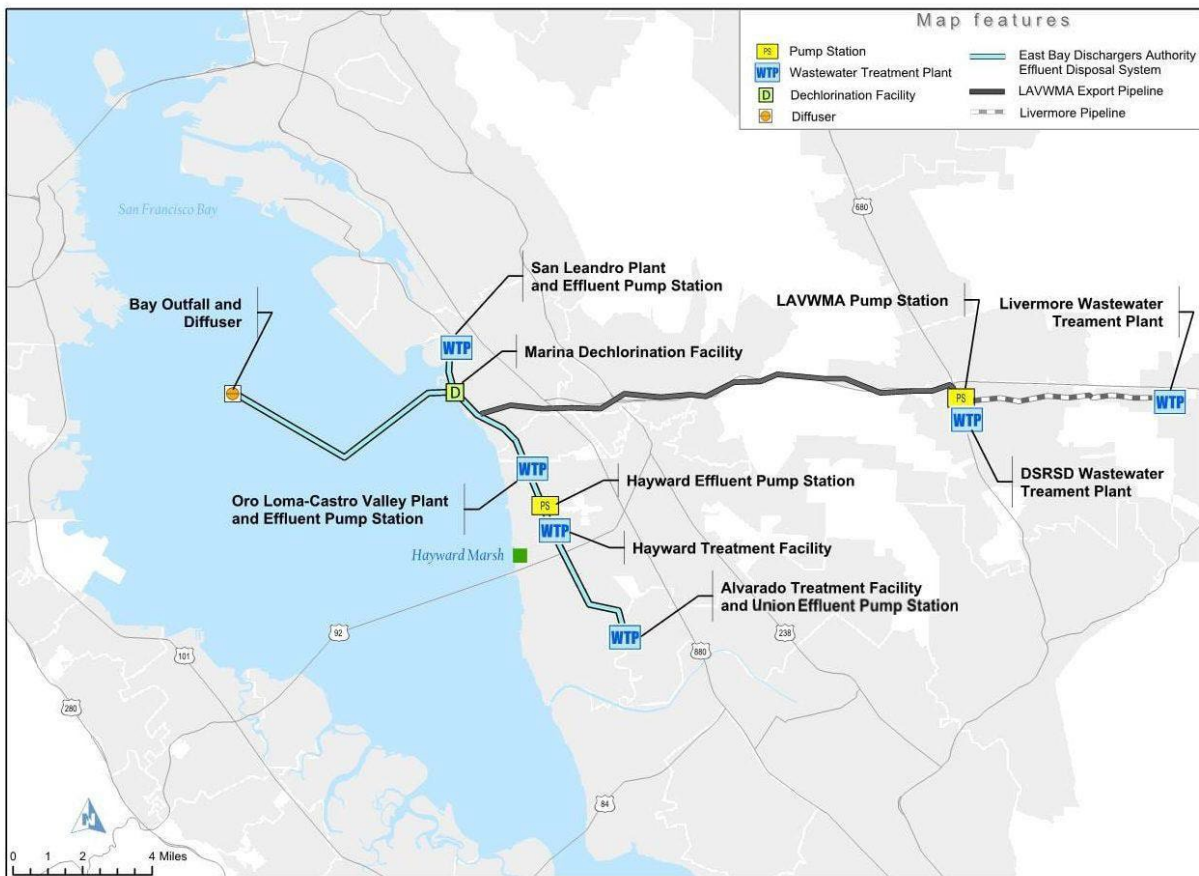 Map features
PS Pump Station
WTP Wastewater Treatment Plant
D Dechlorination Facility
Diffuser
East Bay Dischargers Authority
Effluent Disposal System
LAVWMA Export Pipeline
Livermore Pipeline
San Francisco Bay
680
San Leandro Plant
and Effluent Pump Station
Bay Outfall and
Diffuser
LAVWMA Pump Station
Livermore Wastewater
Treament Plant
WTP
Marina Dechlorination Facility
D
PS
WTP
WTP
DSRSD Wastewater
Treament Plant
WTP
Hayward Effluent Pump Station
Oro Loma-Castro Valley Plant
and Effluent Pump Station
PS
WTP
Hayward Treatment Facility
Hayward Marsh
Alvarado Treatment Facility
and Union Effluent Pump Station
WTP
92
238
101
880
280
84
N
0 1 2 4 Miles